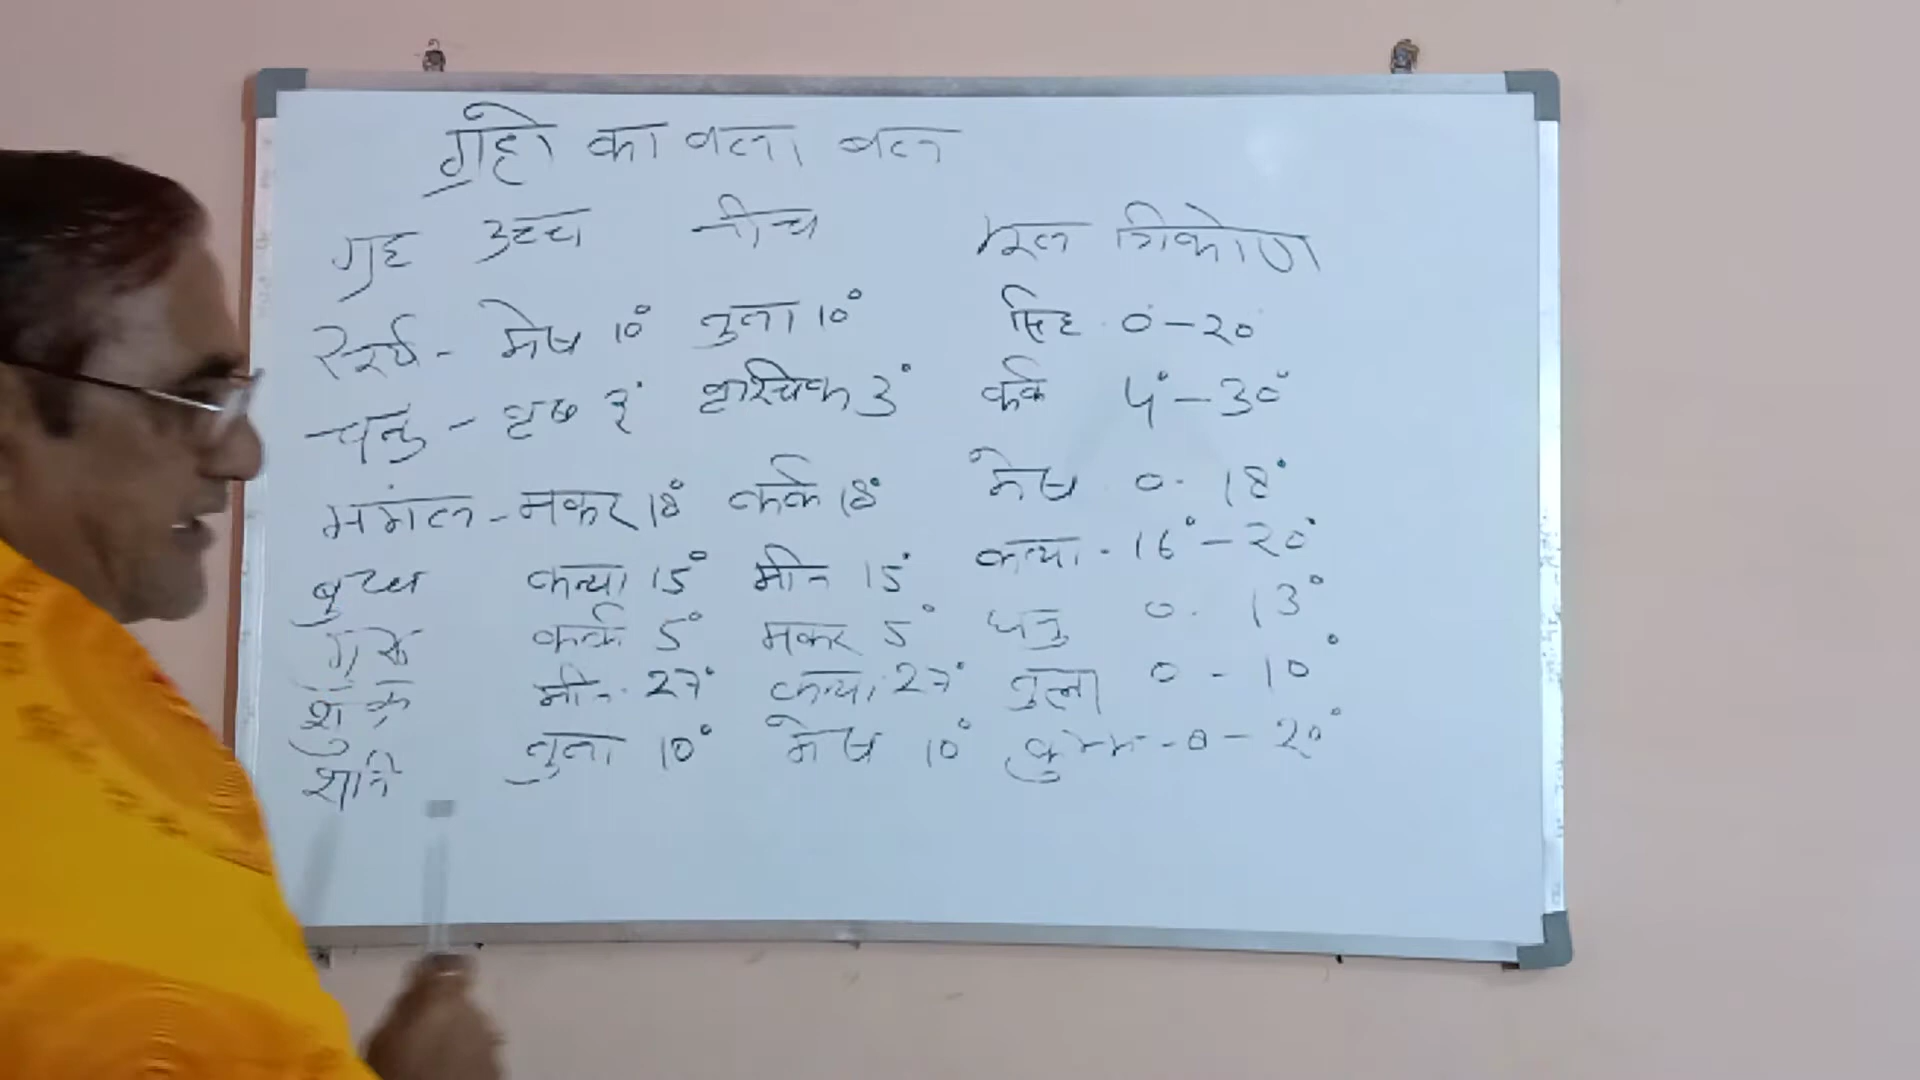 ग्रहो का वला बल
ग्रह उच्च नीच मूल त्रिकोण
सूर्य - मेष 10° तुला 10° सिंह 0 - 20
चन्द्र - वृष 3° वृश्चिक 3° कर्क 4° - 30°
मगंल - मकर 18° कर्क 18° मेष 0 - 18°
बुध कन्या 15° मीन 15° कन्या - 16° - 20°
गुरु कर्क 5° मकर 5° धनु 0 - 13°
शुक्र मीन 27° कन्या 27° तुला 0 - 10°
शनि तुला 10° मेष 10° कुम्भ - 0 - 20°